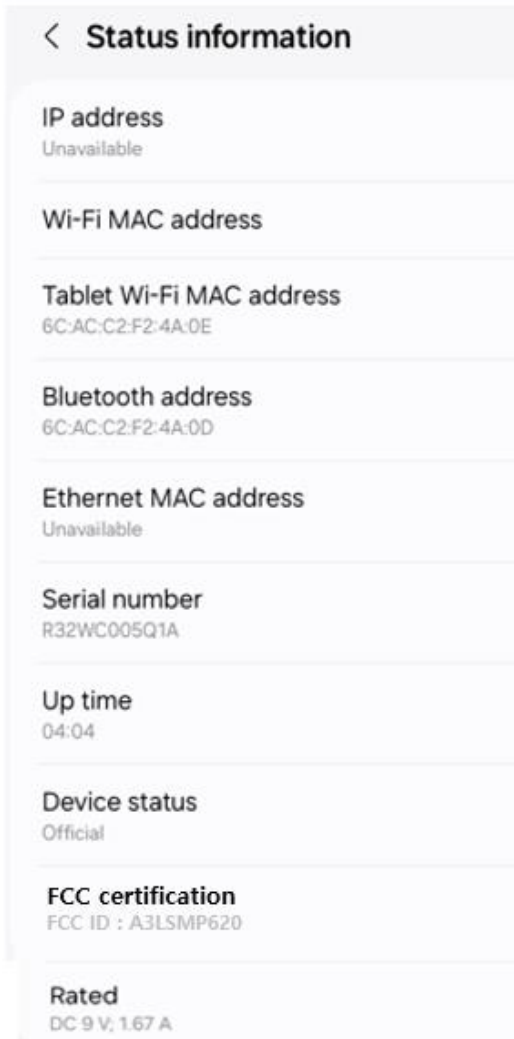 Status information
IP address
Unavailable
Wi-Fi MAC address
Tablet Wi-Fi MAC address
6C:AC:C2:F2:4A:0E
Bluetooth address
6C:AC:C2:F2:4A:0D
Ethernet MAC address
Unavailable
Serial number
R32WC005Q1A
Up time
04:04
Device status
Official
FCC certification
FCC ID : A3LSMP620
Rated
DC 9 V; 1.67 A